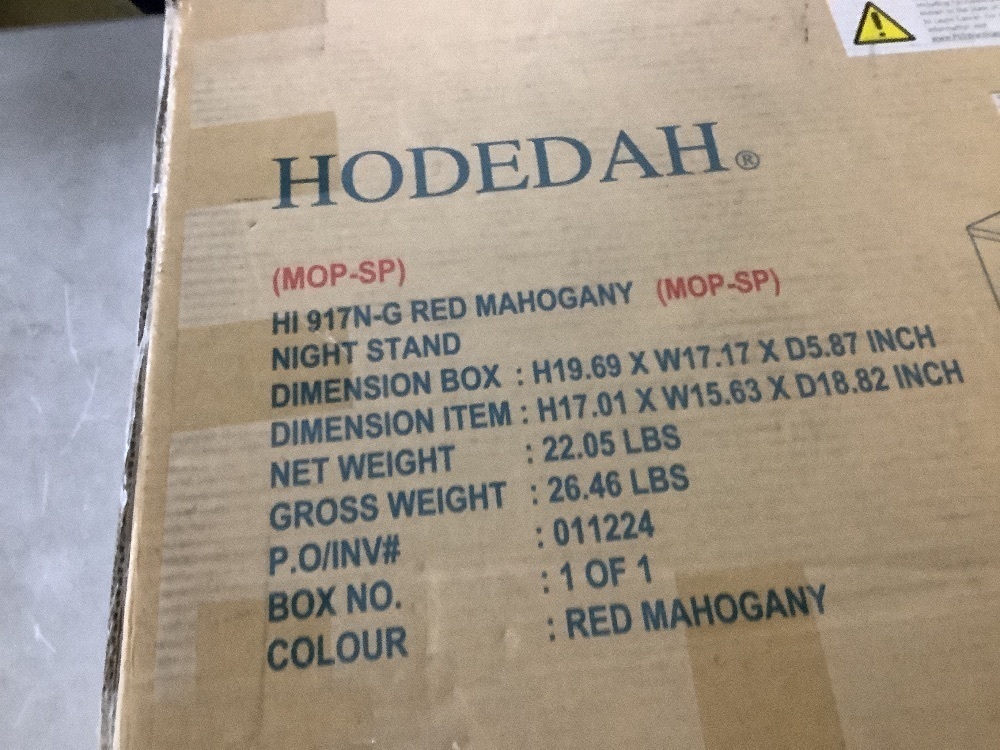 HODEDAH®
(MOP-SP)
HI 917N-G RED MAHOGANY (MOP-SP)
NIGHT STAND
DIMENSION BOX : H19.69 X W17.17 X D5.87 INCH
DIMENSION ITEM : H17.01 X W15.63 X D18.82 INCH
NET WEIGHT : 22.05 LBS
GROSS WEIGHT : 26.46 LBS
P.O/INV# : 011224
BOX NO. : 1 OF 1
COLOUR : RED MAHOGANY